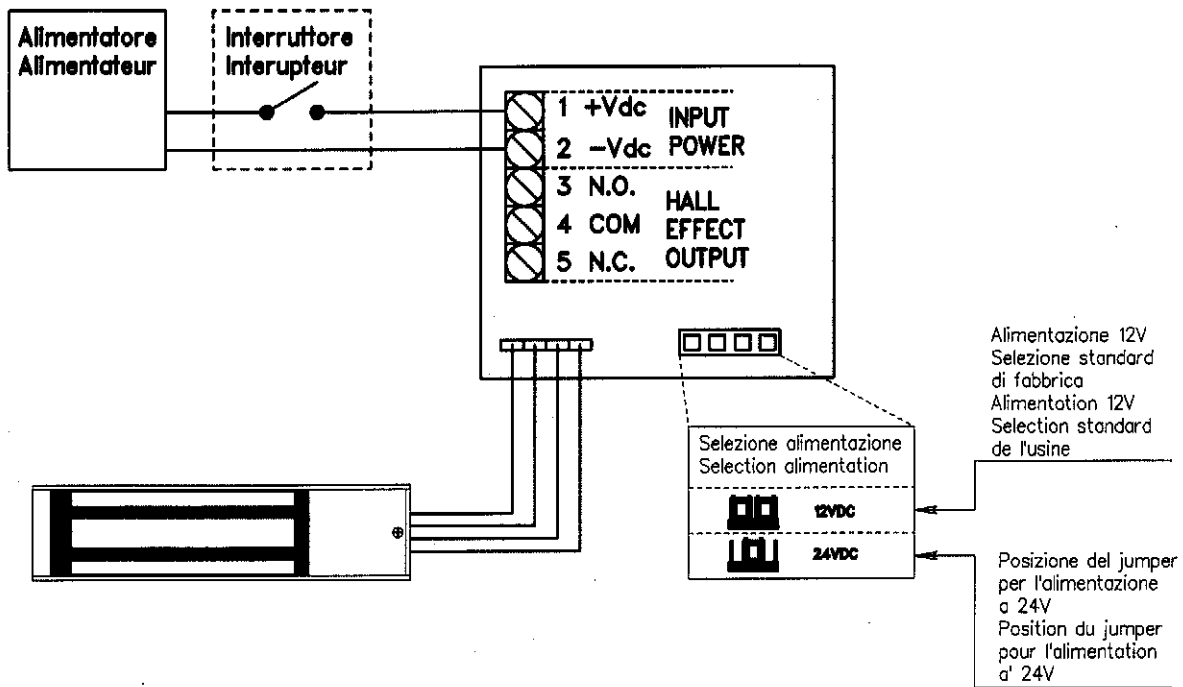 Alimentatore
Alimentateur
Interruttore
Interupteur
1 +Vdc
2 -Vdc
INPUT
POWER
3 N.O.
4 COM
5 N.C.
HALL
EFFECT
OUTPUT
Alimentazione 12V
Selezione standard
di fabbrica
Alimentation 12V
Selection standard
de l'usine
Selezione alimentazione
Selection alimentation
12VDC
24VDC
Posizione del jumper
per l'alimentazione
a 24V
Position du jumper
pour l'alimentation
a' 24V